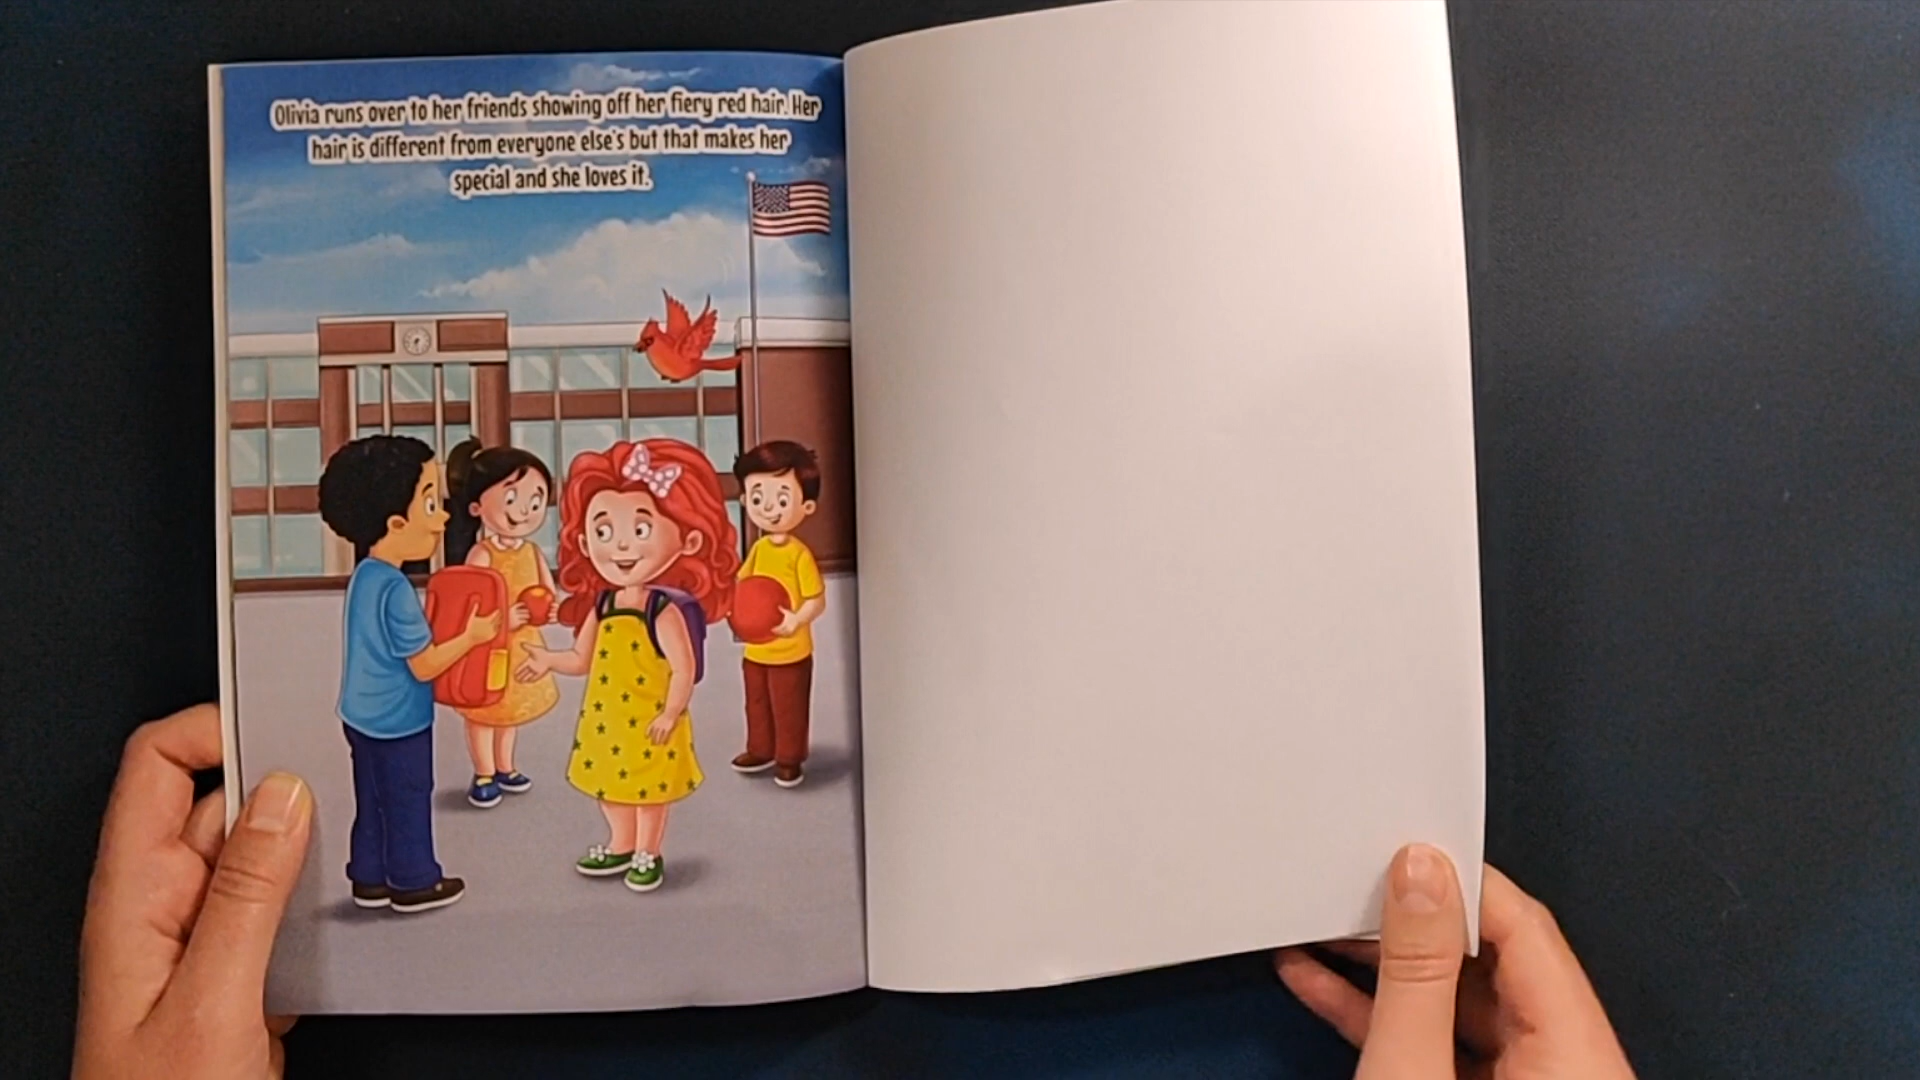 Olivia runs over to her friends showing off her fiery red hair. Her
hair is different from everyone else's but that makes her
special and she loves it.